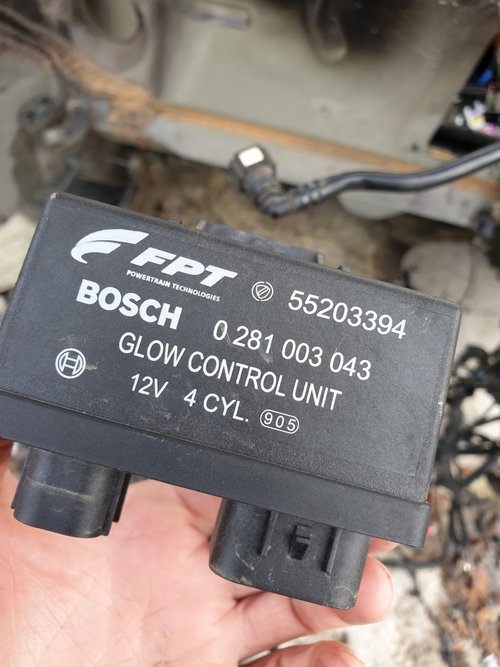 FPT
POWERTRAIN TECHNOLOGIES
55203394
BOSCH
0 281 003 043
GLOW CONTROL UNIT
12V 4 CYL. 905